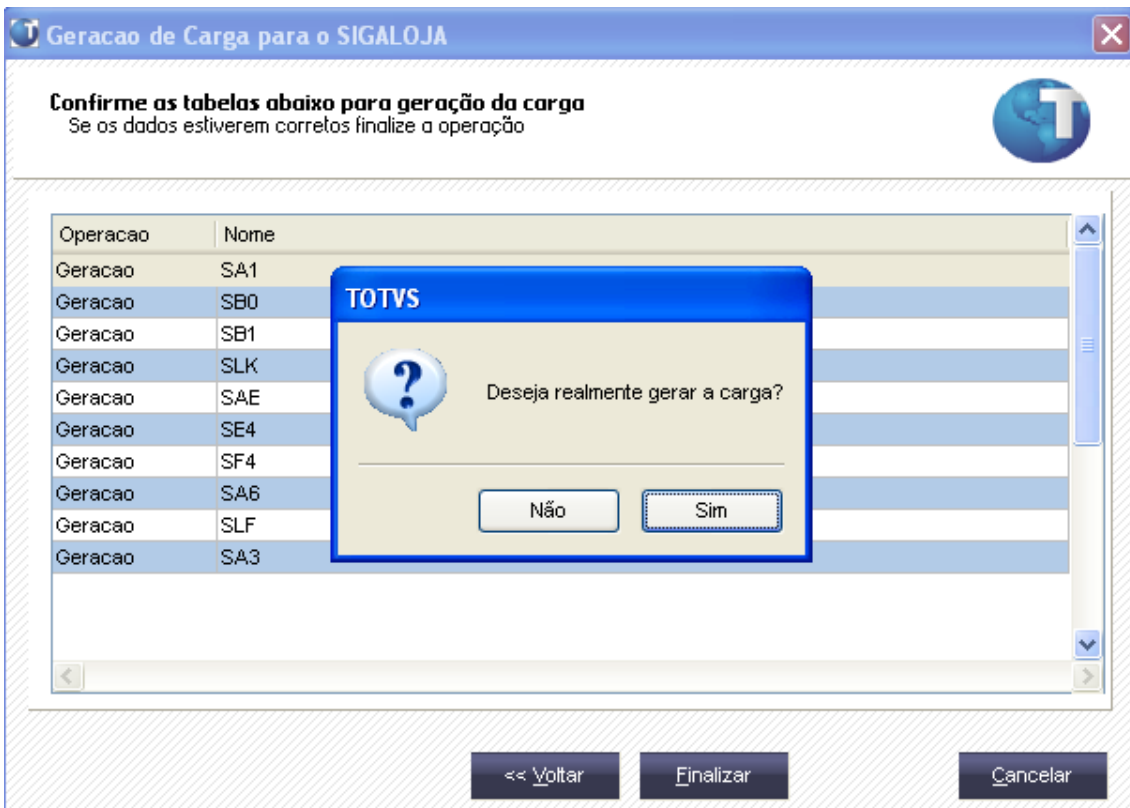 Geracao de Carga para o SIGALOJA
Confirme as tabelas abaixo para geração da carga
Se os dados estiverem corretos finalize a operação
Operacao Nome
Geracao SA1
Geracao SB0
Geracao SB1
Geracao SLK
Geracao SAE
Geracao SE4
Geracao SF4
Geracao SA6
Geracao SLF
Geracao SA3
TOTVS
Deseja realmente gerar a carga?
Não Sim
<< Voltar Finalizar Cancelar